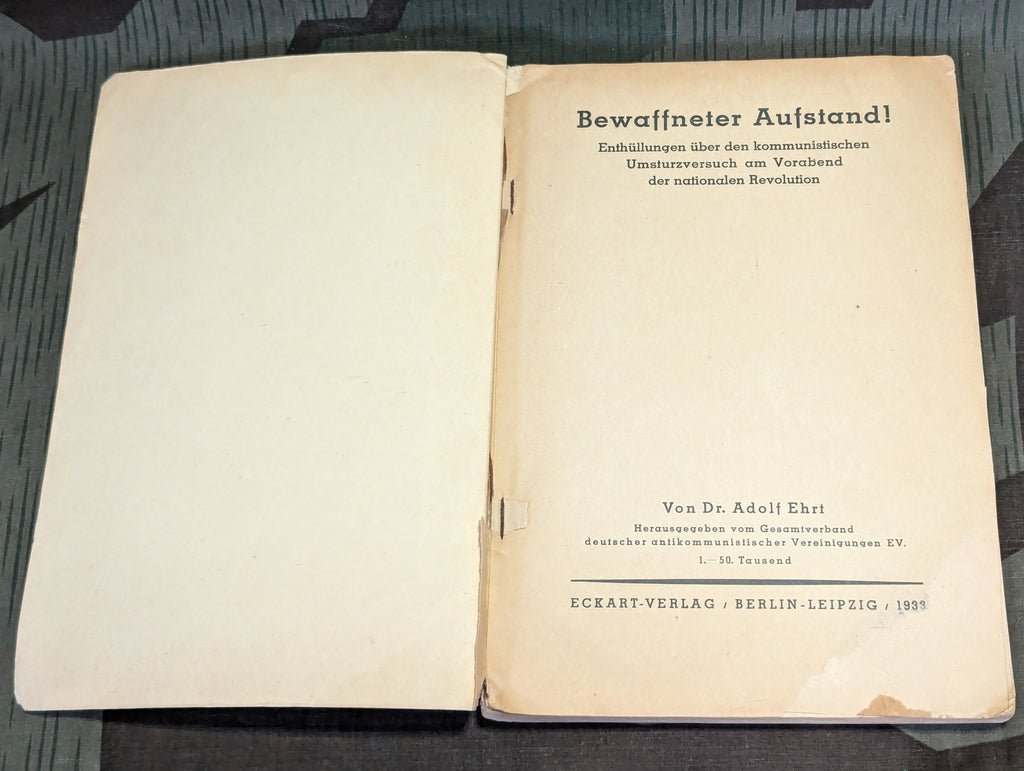 Bewaffneter Aufstand!
Enthüllungen über den kommunistischen
Umsturzversuch am Vorabend
der nationalen Revolution
Von Dr. Adolf Ehrt
Herausgegeben vom Gesamtverband
deutscher antikommunistischer Vereinigungen EV.
1.—50. Tausend
ECKART-VERLAG / BERLIN-LEIPZIG / 1933